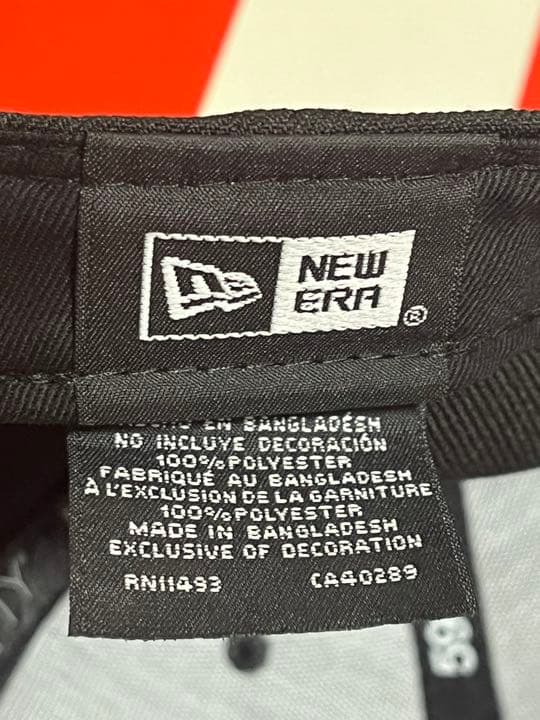 NEW
ERA
®
EN BANGLADÉSH
NO INCLUYE DECORACIÓN
100% POLYESTER
FABRIQUÉ AU BANGLADESH
À L'EXCLUSION DE LA GARNITURE
100% POLYESTER
MADE IN BANGLADESH
EXCLUSIVE OF DECORATION
RN11493 CA40289